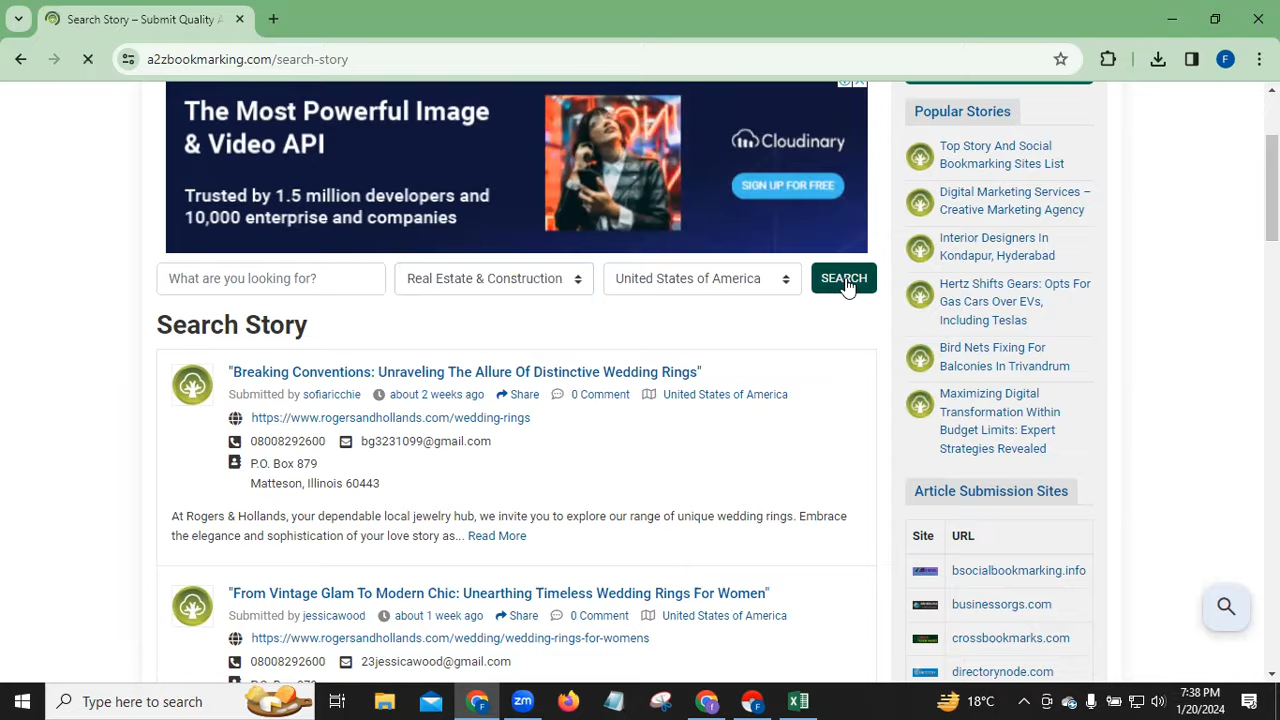 Search Story – Submit Quality A
a2zbookmarking.com/search-story
F
The Most Powerful Image
& Video API
Trusted by 1.5 million developers and
10,000 enterprise and companies
Cloudinary
SIGN UP FOR FREE
What are you looking for?
Real Estate & Construction
United States of America
SEARCH
Search Story
"Breaking Conventions: Unraveling The Allure Of Distinctive Wedding Rings"
Submitted by sofiaricchie about 2 weeks ago Share 0 Comment United States of America
https://www.rogersandhollands.com/wedding-rings
08008292600 bg3231099@gmail.com
P.O. Box 879
Matteson, Illinois 60443
At Rogers & Hollands, your dependable local jewelry hub, we invite you to explore our range of unique wedding rings. Embrace
the elegance and sophistication of your love story as... Read More
"From Vintage Glam To Modern Chic: Unearthing Timeless Wedding Rings For Women"
Submitted by jessicawood about 1 week ago Share 0 Comment United States of America
https://www.rogersandhollands.com/wedding/wedding-rings-for-womens
08008292600 23jessicawood@gmail.com
Popular Stories
Top Story And Social
Bookmarking Sites List
Digital Marketing Services –
Creative Marketing Agency
Interior Designers In
Kondapur, Hyderabad
Hertz Shifts Gears: Opts For
Gas Cars Over EVs,
Including Teslas
Bird Nets Fixing For
Balconies In Trivandrum
Maximizing Digital
Transformation Within
Budget Limits: Expert
Strategies Revealed
Article Submission Sites
Site URL
bsocialbookmarking.info
businessorgs.com
crossbookmarks.com
directorynode.com
Type here to search
zm
18°C
7:38 PM
1/20/2024